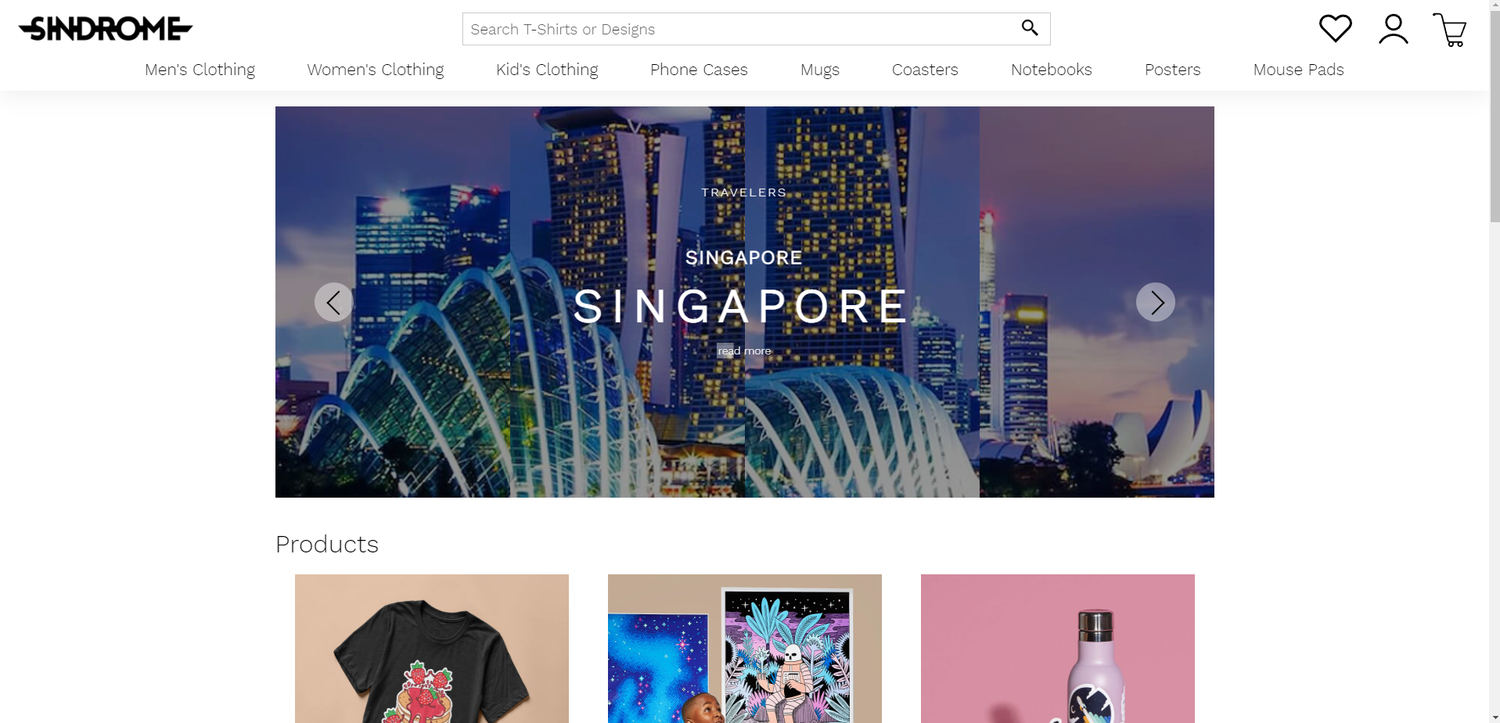 SINDROME
Search T-Shirts or Designs
Men's Clothing Women's Clothing Kid's Clothing Phone Cases Mugs Coasters Notebooks Posters Mouse Pads
TRAVELERS
SINGAPORE
SINGAPORE
read more
Products